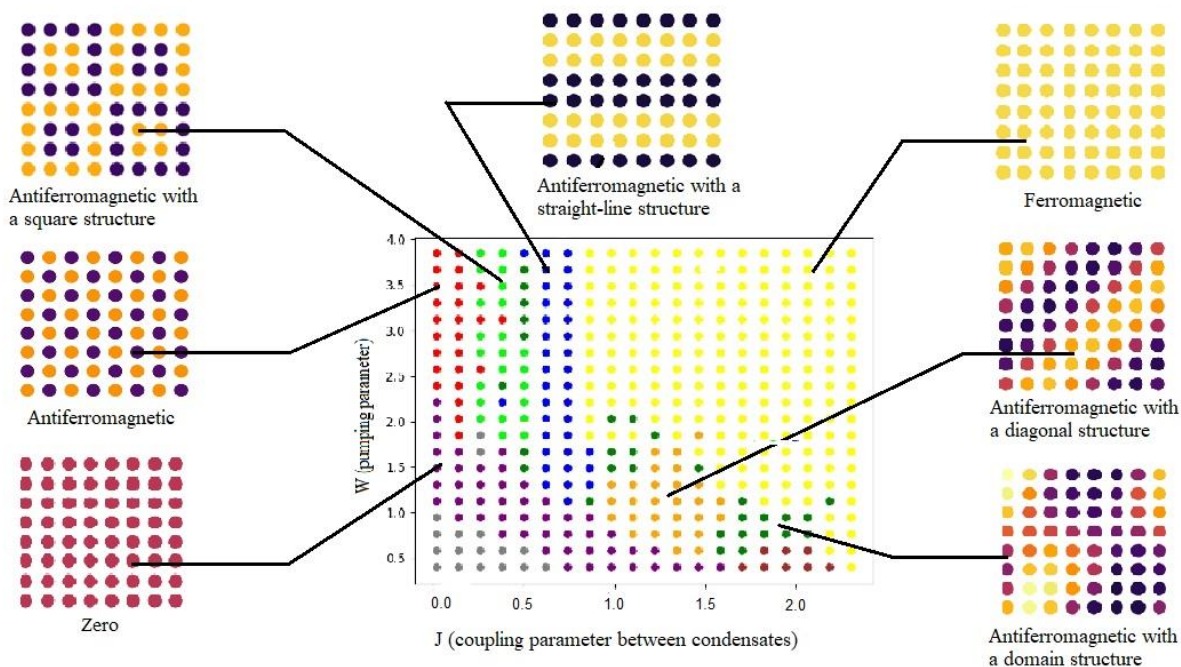 Antiferromagnetic with
a square structure
Antiferromagnetic with a
straight-line structure
Ferromagnetic
Antiferromagnetic
Antiferromagnetic with
a diagonal structure
Zero
Antiferromagnetic with
a domain structure
W (pumping parameter)
4.0
3.5
3.0
2.5
2.0
1.5
1.0
0.5
0.0 0.5 1.0 1.5 2.0
J (coupling parameter between condensates)